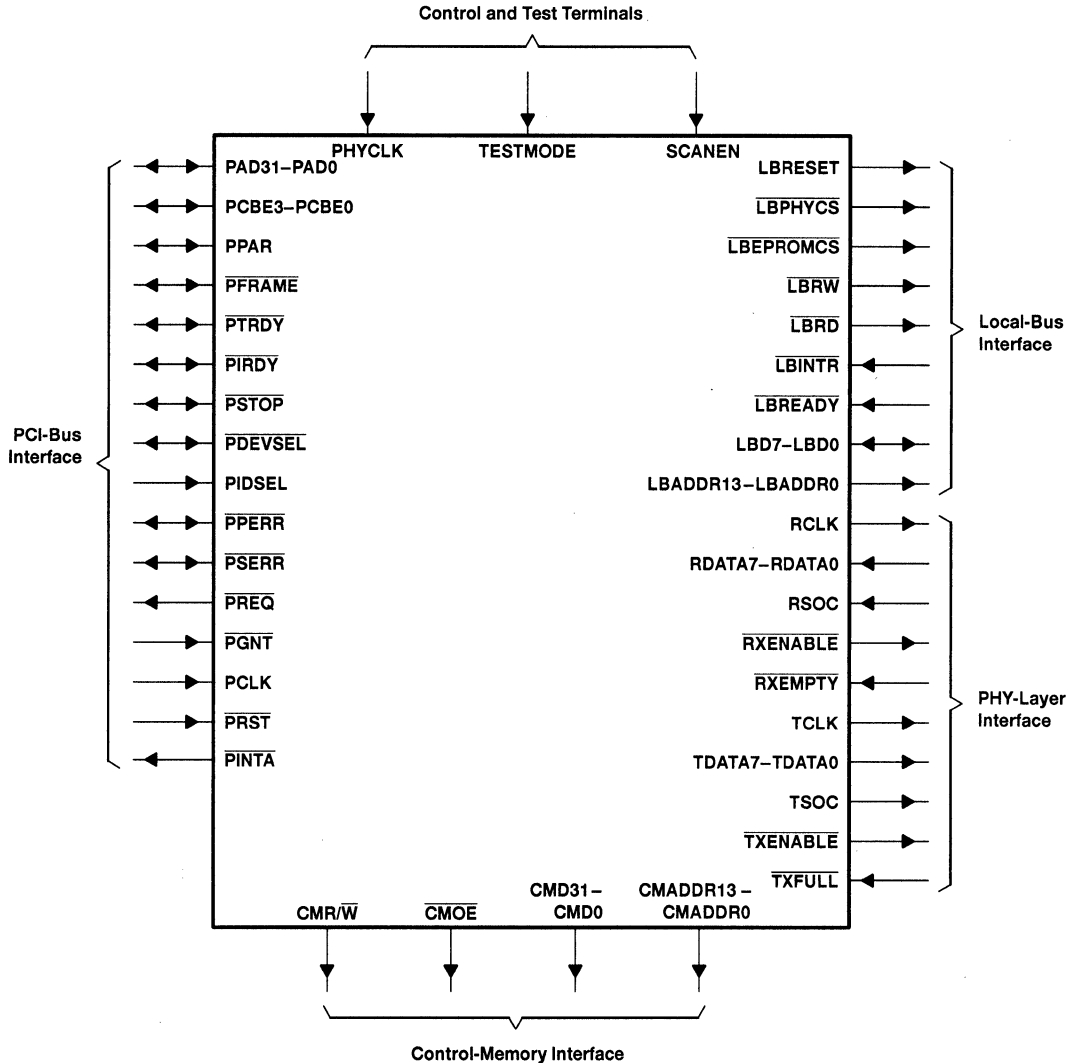 Control and Test Terminals
PHYCLK
TESTMODE
SCANEN
PCI-Bus
Interface
PAD31–PAD0
PCBE3–PCBE0
PPAR
PFRAME
PTRDY
PIRDY
PSTOP
PDEVSEL
PIDSEL
PPERR
PSERR
PREQ
PGNT
PCLK
PRST
PINTA
LBRESET
LBPHYCS
LBEPROMCS
LBRW
LBRD
LBINTR
LBREADY
LBD7–LBD0
LBADDR13–LBADDR0
Local-Bus
Interface
RCLK
RDATA7–RDATA0
RSOC
RXENABLE
RXEMPTY
TCLK
TDATA7–TDATA0
TSOC
TXENABLE
TXFULL
PHY-Layer
Interface
CMR/W
CMOE
CMD31–
CMD0
CMADDR13–
CMADDR0
Control-Memory Interface